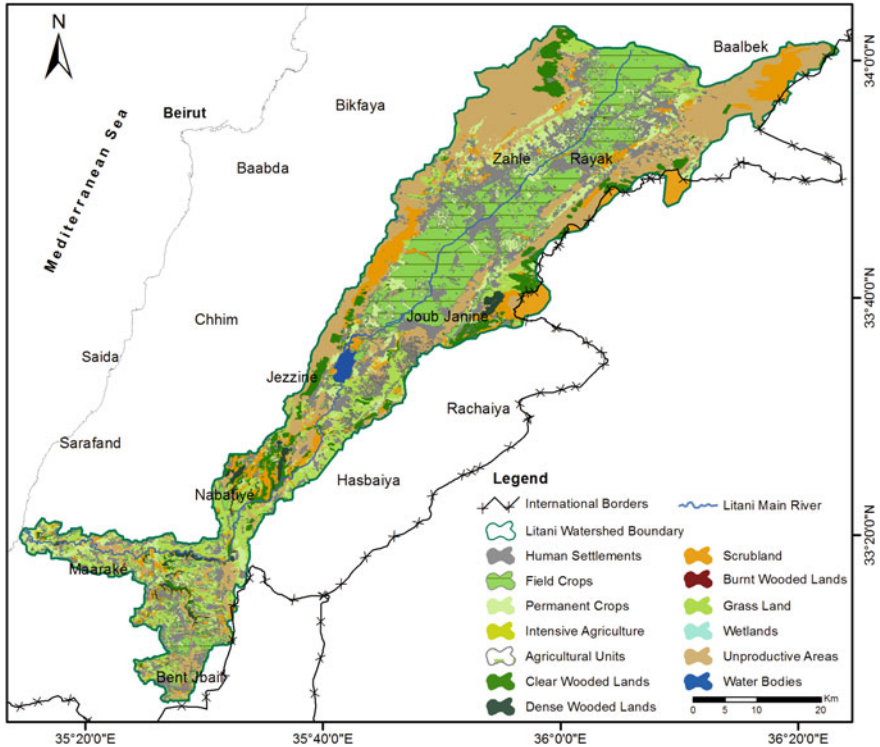 N
Baalbek
34°0'0"N
Mediterranean Sea
Beirut
Bikfaya
Baabda
Zahle
Rayak
33°40'0"N
Joub Janine
Chhim
Saida
Jezzine
Rachaiya
Sarafand
Hasbaiya
Nabatiye
33°20'0"N
Maarake
Bent Jbail
Legend
International Borders
Litani Main River
Litani Watershed Boundary
Human Settlements
Scrubland
Field Crops
Burnt Wooded Lands
Permanent Crops
Grass Land
Intensive Agriculture
Wetlands
Agricultural Units
Unproductive Areas
Clear Wooded Lands
Water Bodies
Dense Wooded Lands
Km
0 5 10 20
35°20'0"E
35°40'0"E
36°0'0"E
36°20'0"E